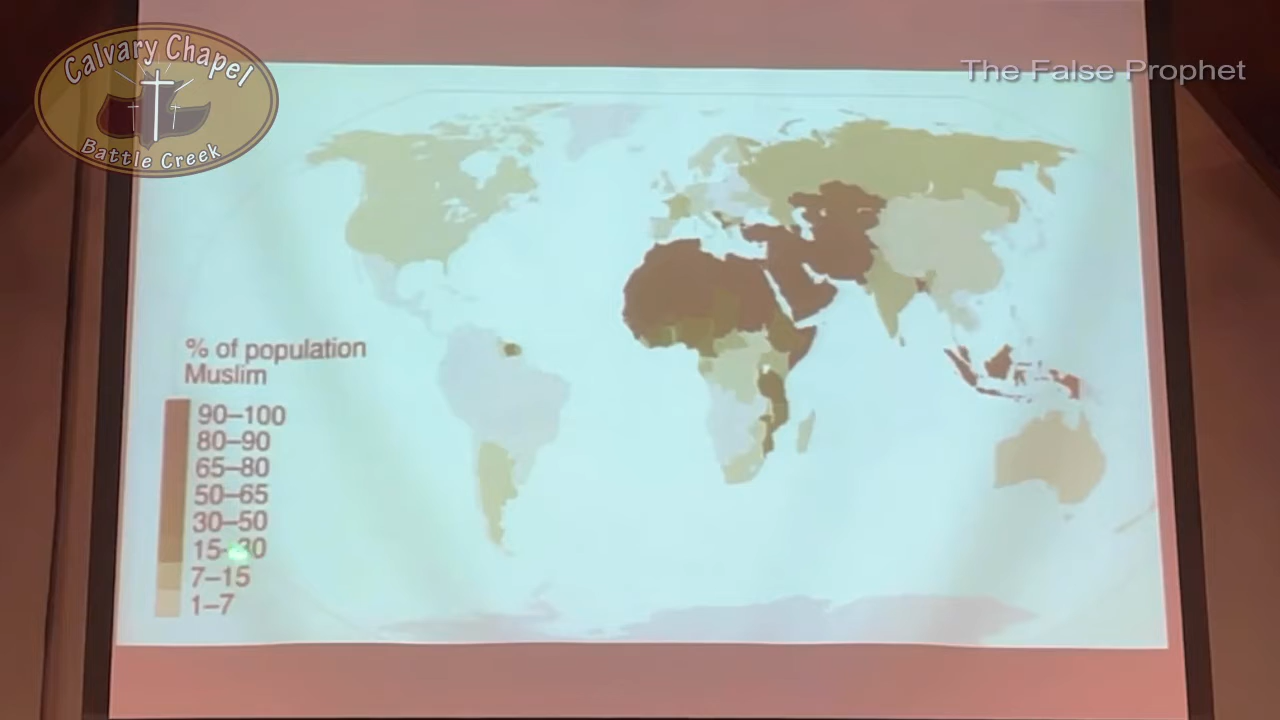 Calvary Chapel
Battle Creek
The False Prophet
% of population
Muslim
90–100
80–90
65–80
50–65
30–50
15–30
7–15
1–7